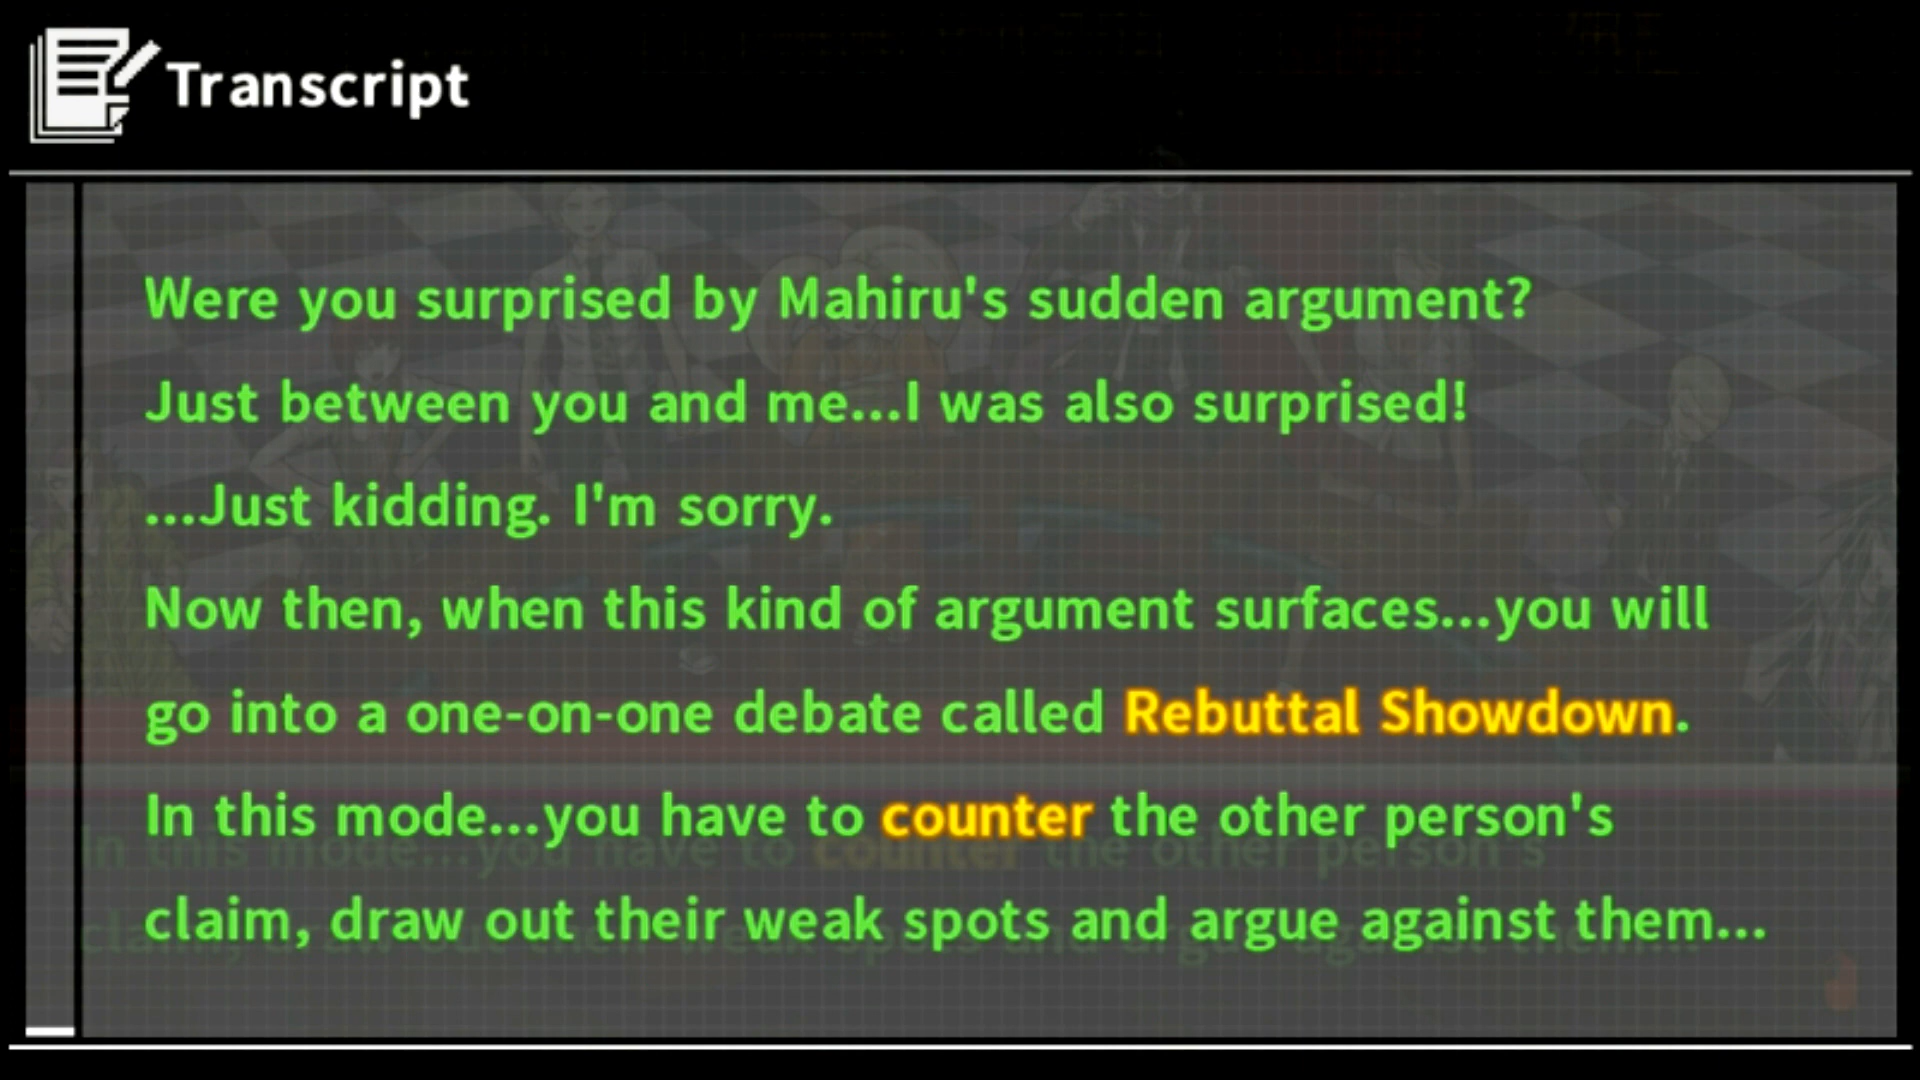 Transcript
Were you surprised by Mahiru's sudden argument?
Just between you and me...I was also surprised!
...Just kidding. I'm sorry.
Now then, when this kind of argument surfaces...you will
go into a one-on-one debate called Rebuttal Showdown.
In this mode...you have to counter the other person's
claim, draw out their weak spots and argue against them...